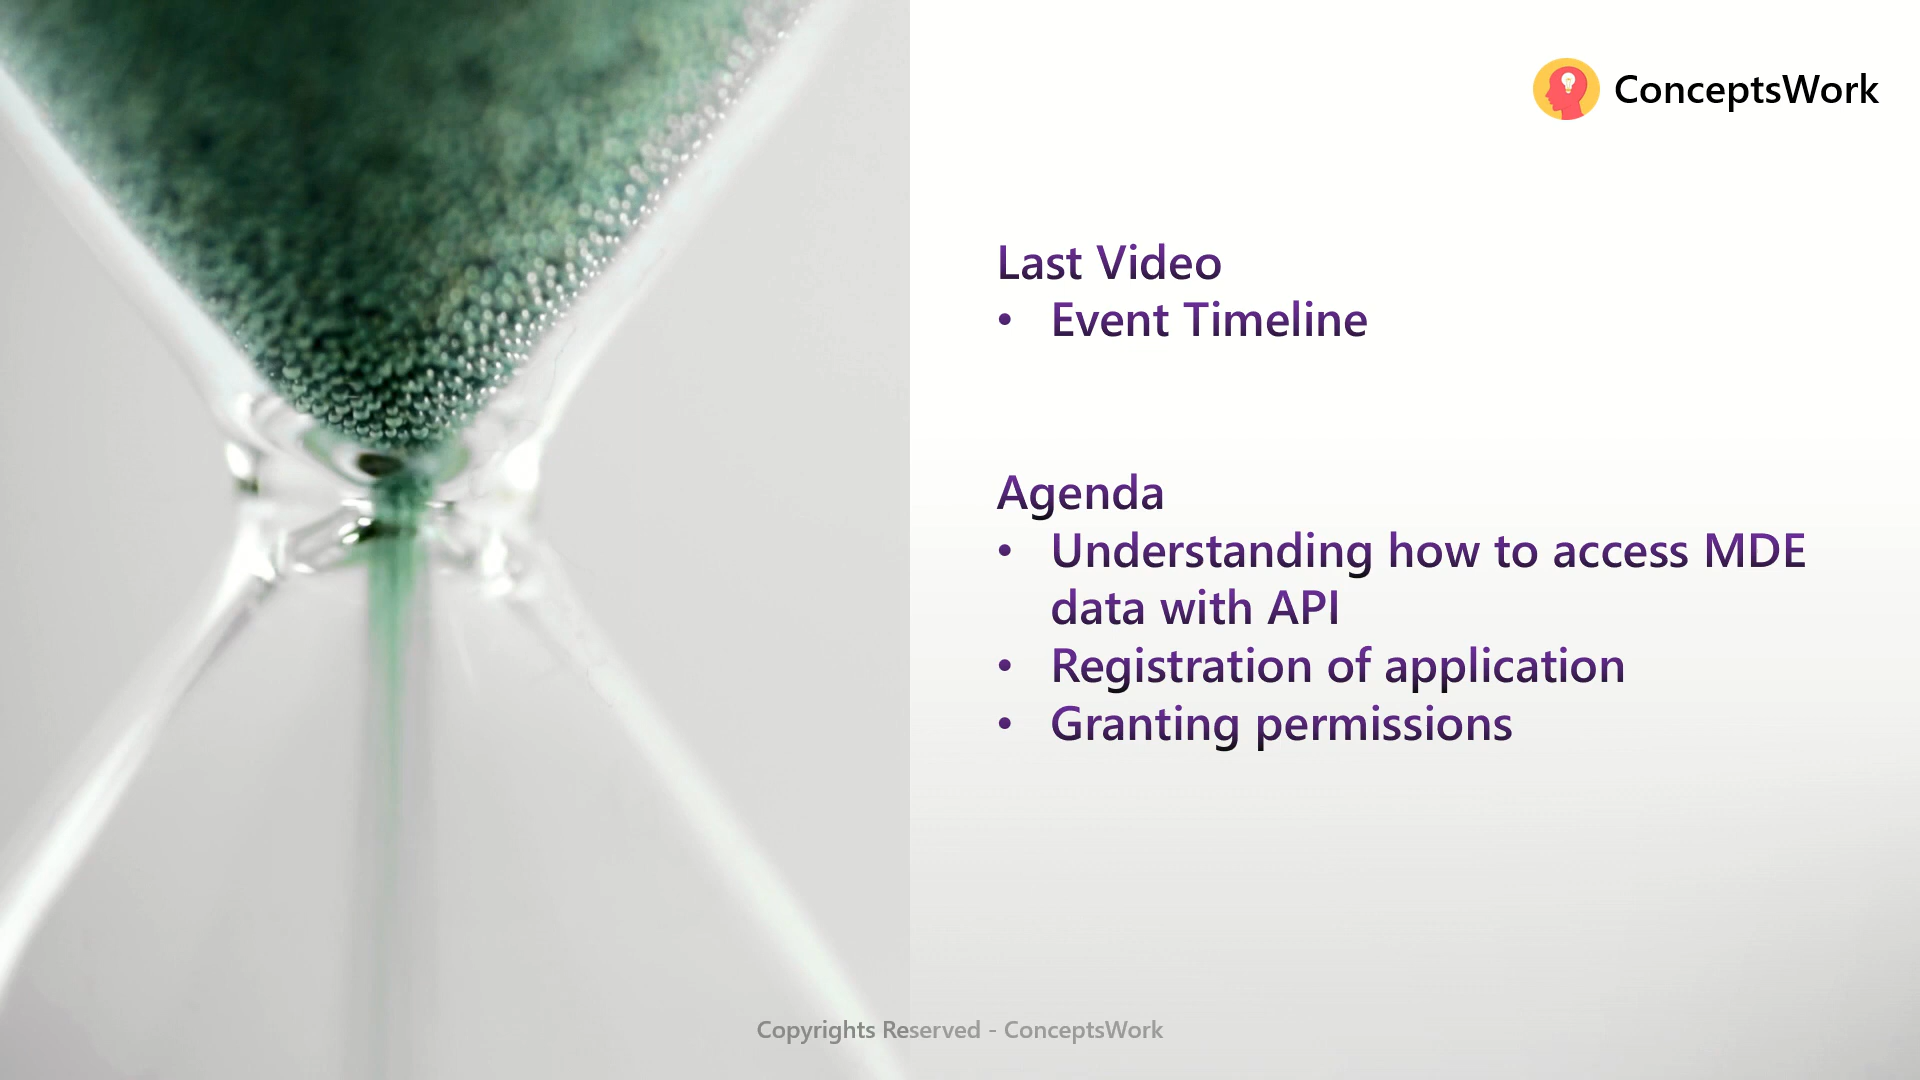 ConceptsWork
Last Video
• Event Timeline
Agenda
• Understanding how to access MDE
data with API
• Registration of application
• Granting permissions
Copyrights Reserved - ConceptsWork